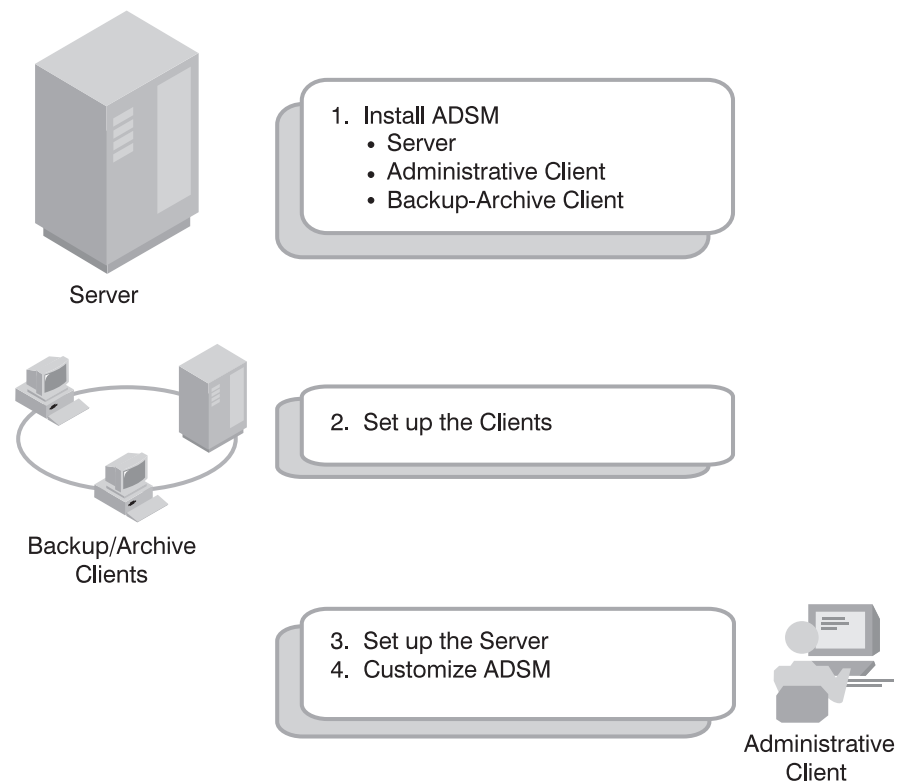 1. Install ADSM
• Server
• Administrative Client
• Backup-Archive Client
Server
2. Set up the Clients
Backup/Archive
Clients
3. Set up the Server
4. Customize ADSM
Administrative
Client